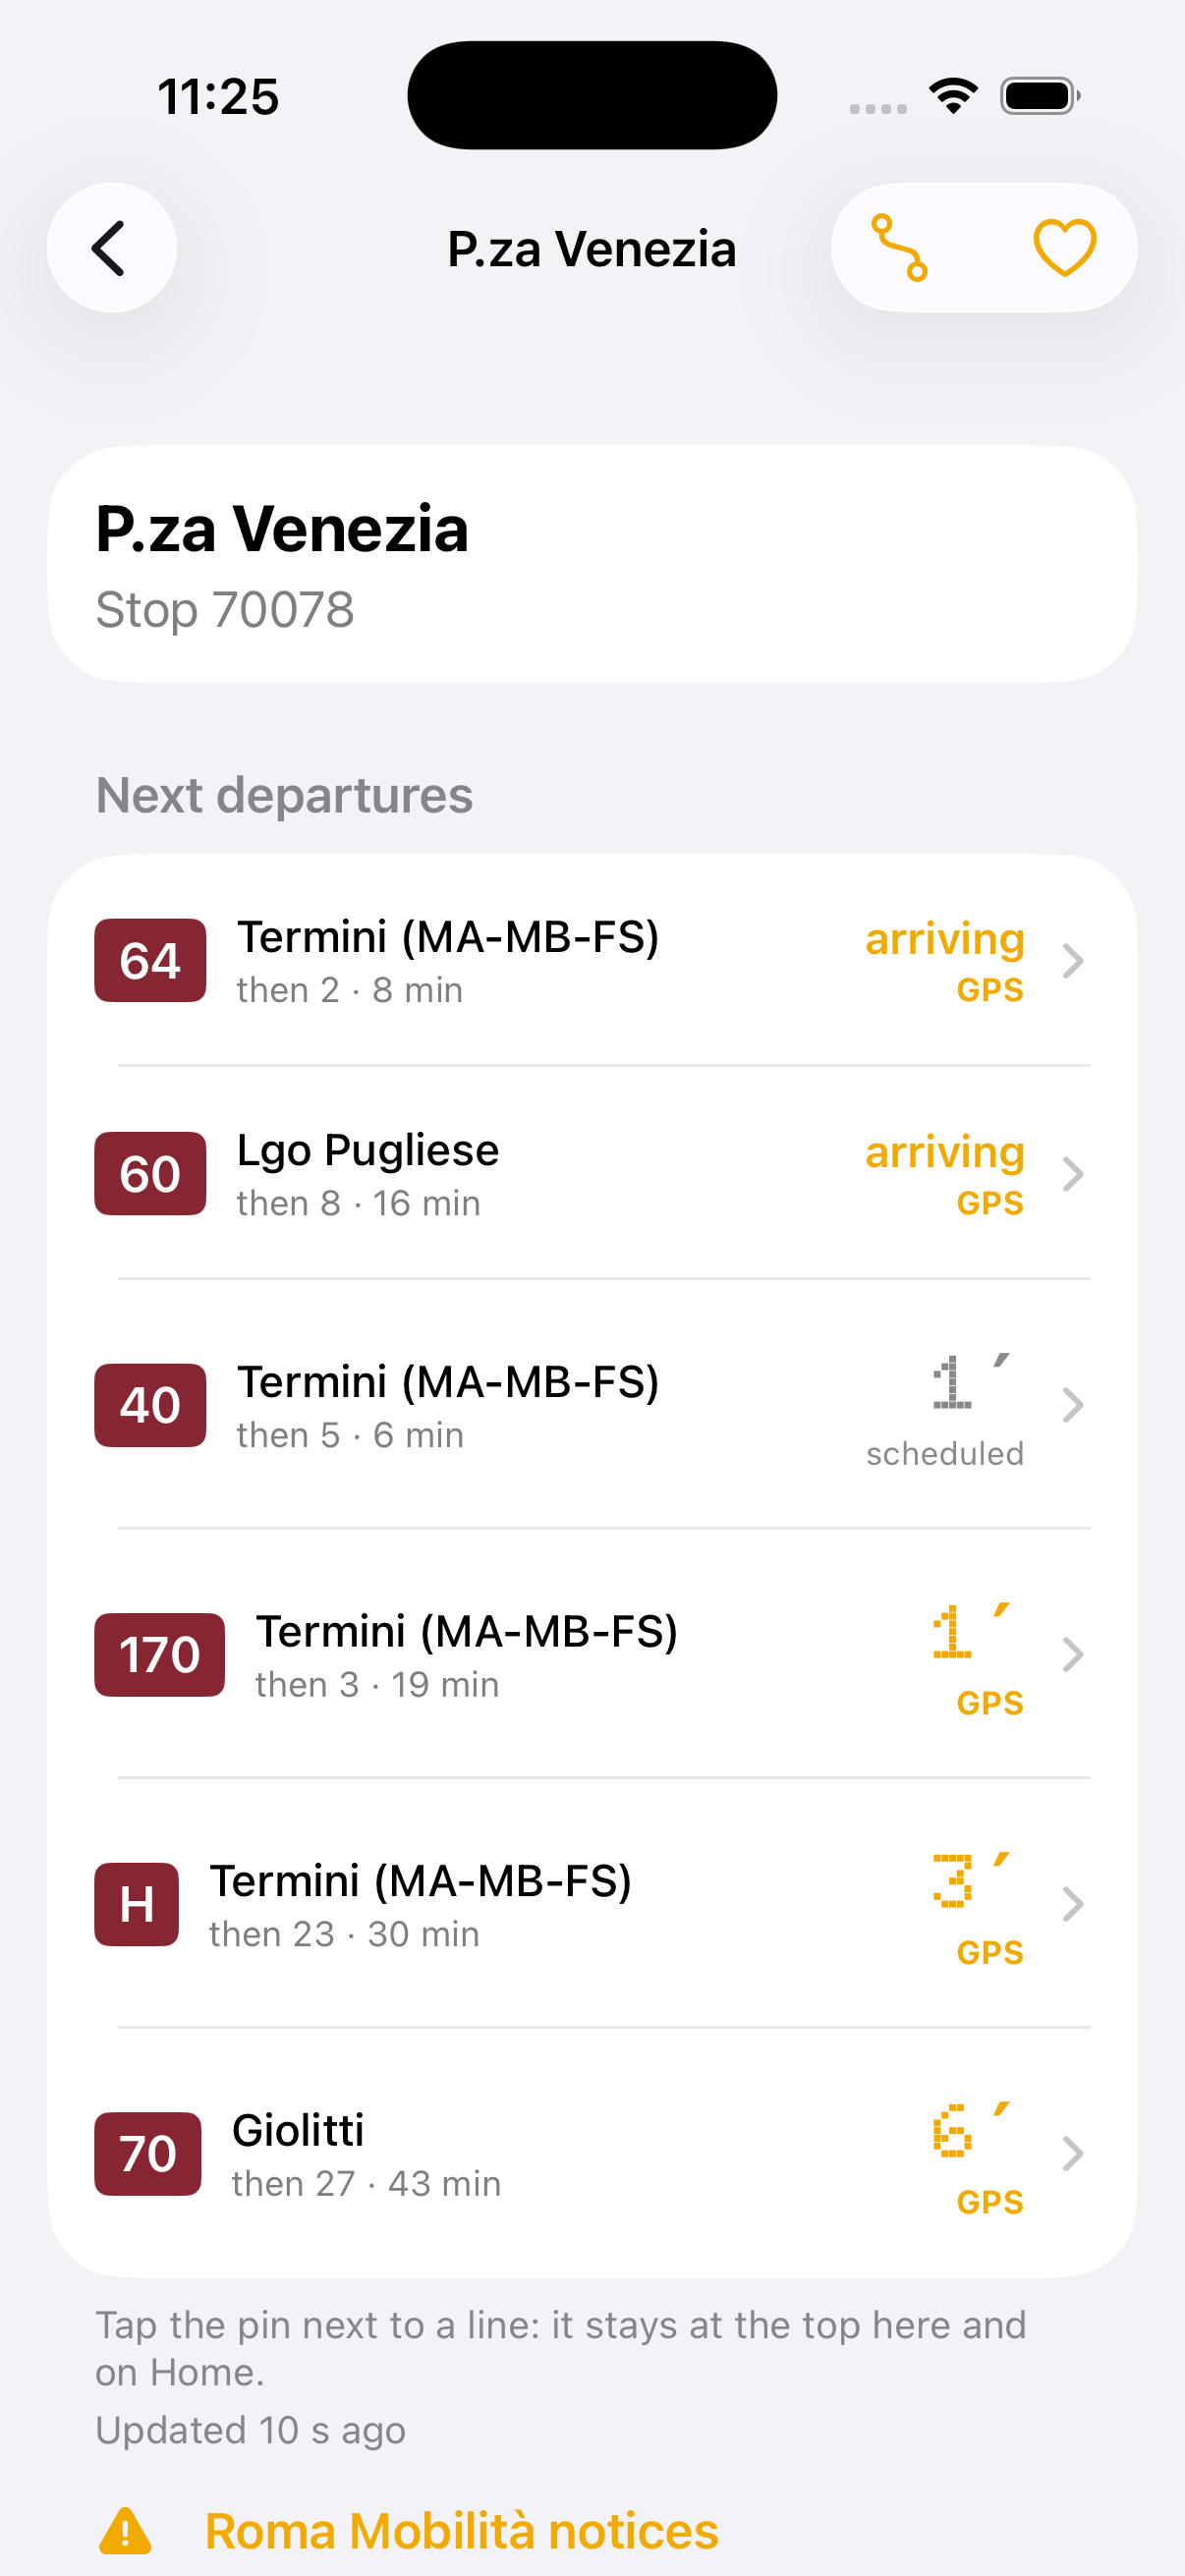 11:25
P.za Venezia
P.za Venezia
Stop 70078
Next departures
64 Termini (MA-MB-FS) arriving
then 2 · 8 min GPS
60 Lgo Pugliese arriving
then 8 · 16 min GPS
40 Termini (MA-MB-FS) 1′
then 5 · 6 min scheduled
170 Termini (MA-MB-FS) 1′
then 3 · 19 min GPS
H Termini (MA-MB-FS) 3′
then 23 · 30 min GPS
70 Giolitti 6′
then 27 · 43 min GPS
Tap the pin next to a line: it stays at the top here and
on Home.
Updated 10 s ago
Roma Mobilità notices